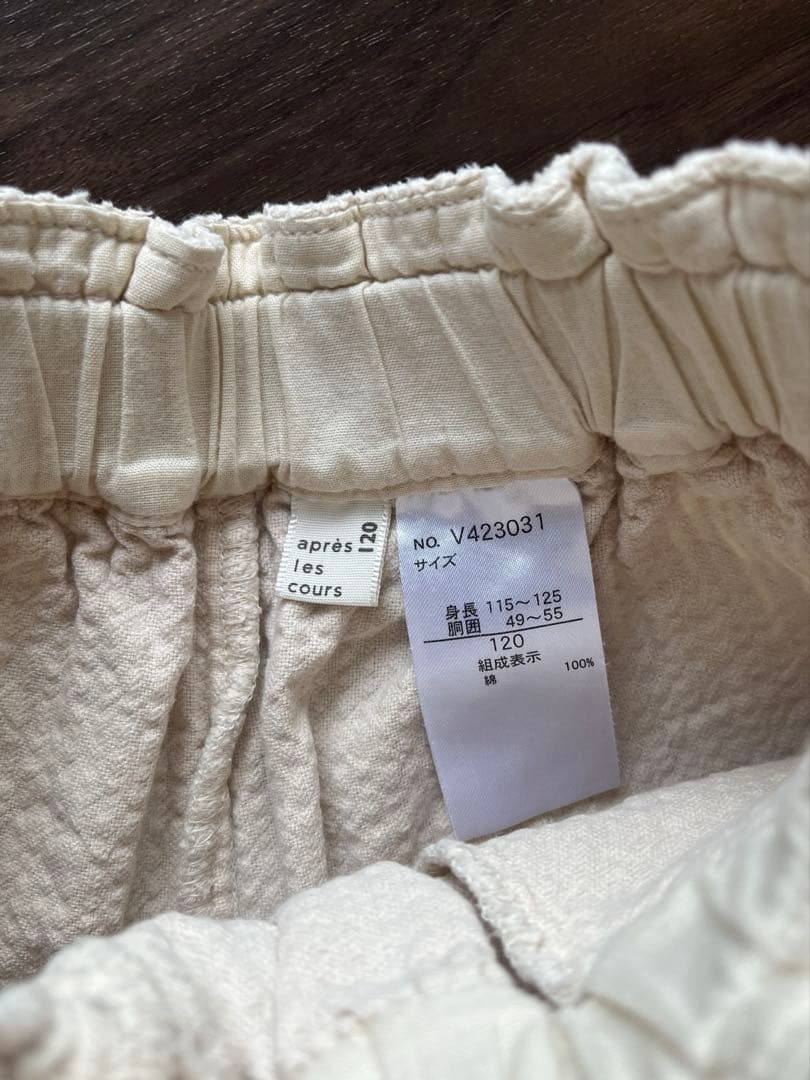 après
les
cours
120
NO. V423031
サイズ
身長 115〜125
胴囲 49〜55
120
組成表示
綿 100%